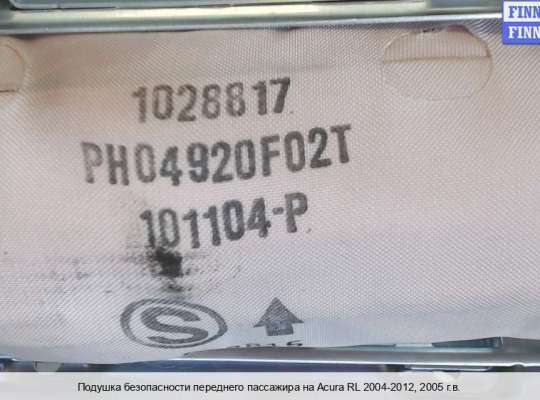 FINN
FINN
1028817
PH04920F02T
101104-P
S
Подушка безопасности переднего пассажира на Acura RL 2004-2012, 2005 г.в.